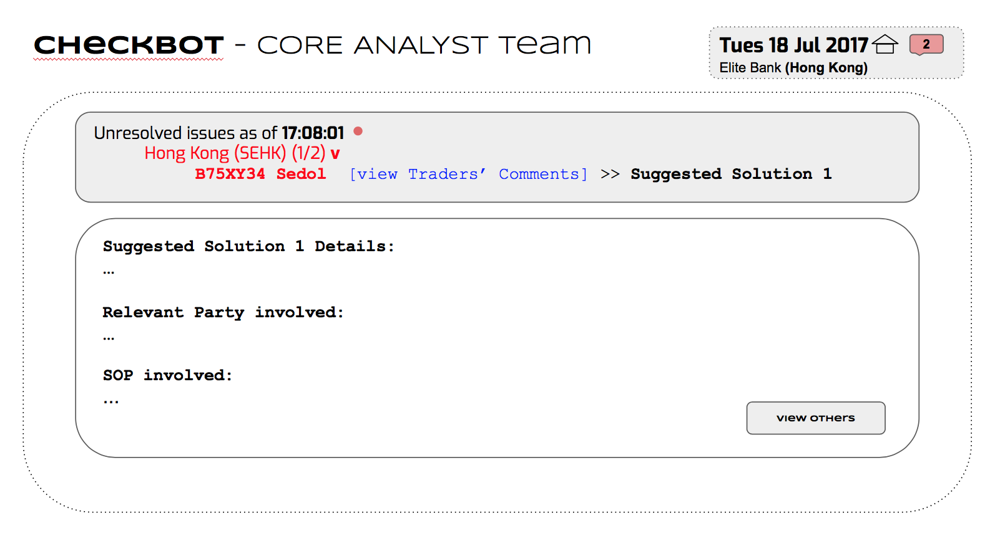 CHeCKBOT - CORE ANALYST Team
Tues 18 Jul 2017
2
Elite Bank (Hong Kong)
Unresolved issues as of 17:08:01
Hong Kong (SEHK) (1/2) v
B75XY34 Sedol [view Traders’ Comments] >> Suggested Solution 1
Suggested Solution 1 Details:
…
Relevant Party involved:
…
SOP involved:
...
VIEW OTHERS